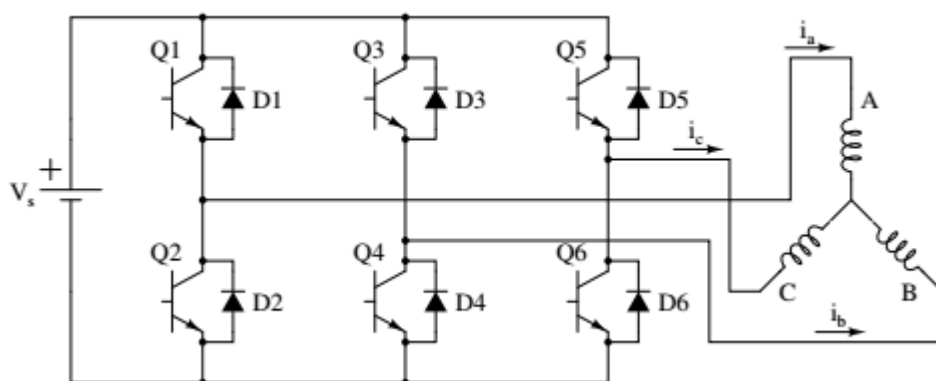 Q1
D1
Q3
D3
Q5
D5
i_a
A
i_c
+
V_s
Q2
D2
Q4
D4
Q6
D6
C
B
i_b